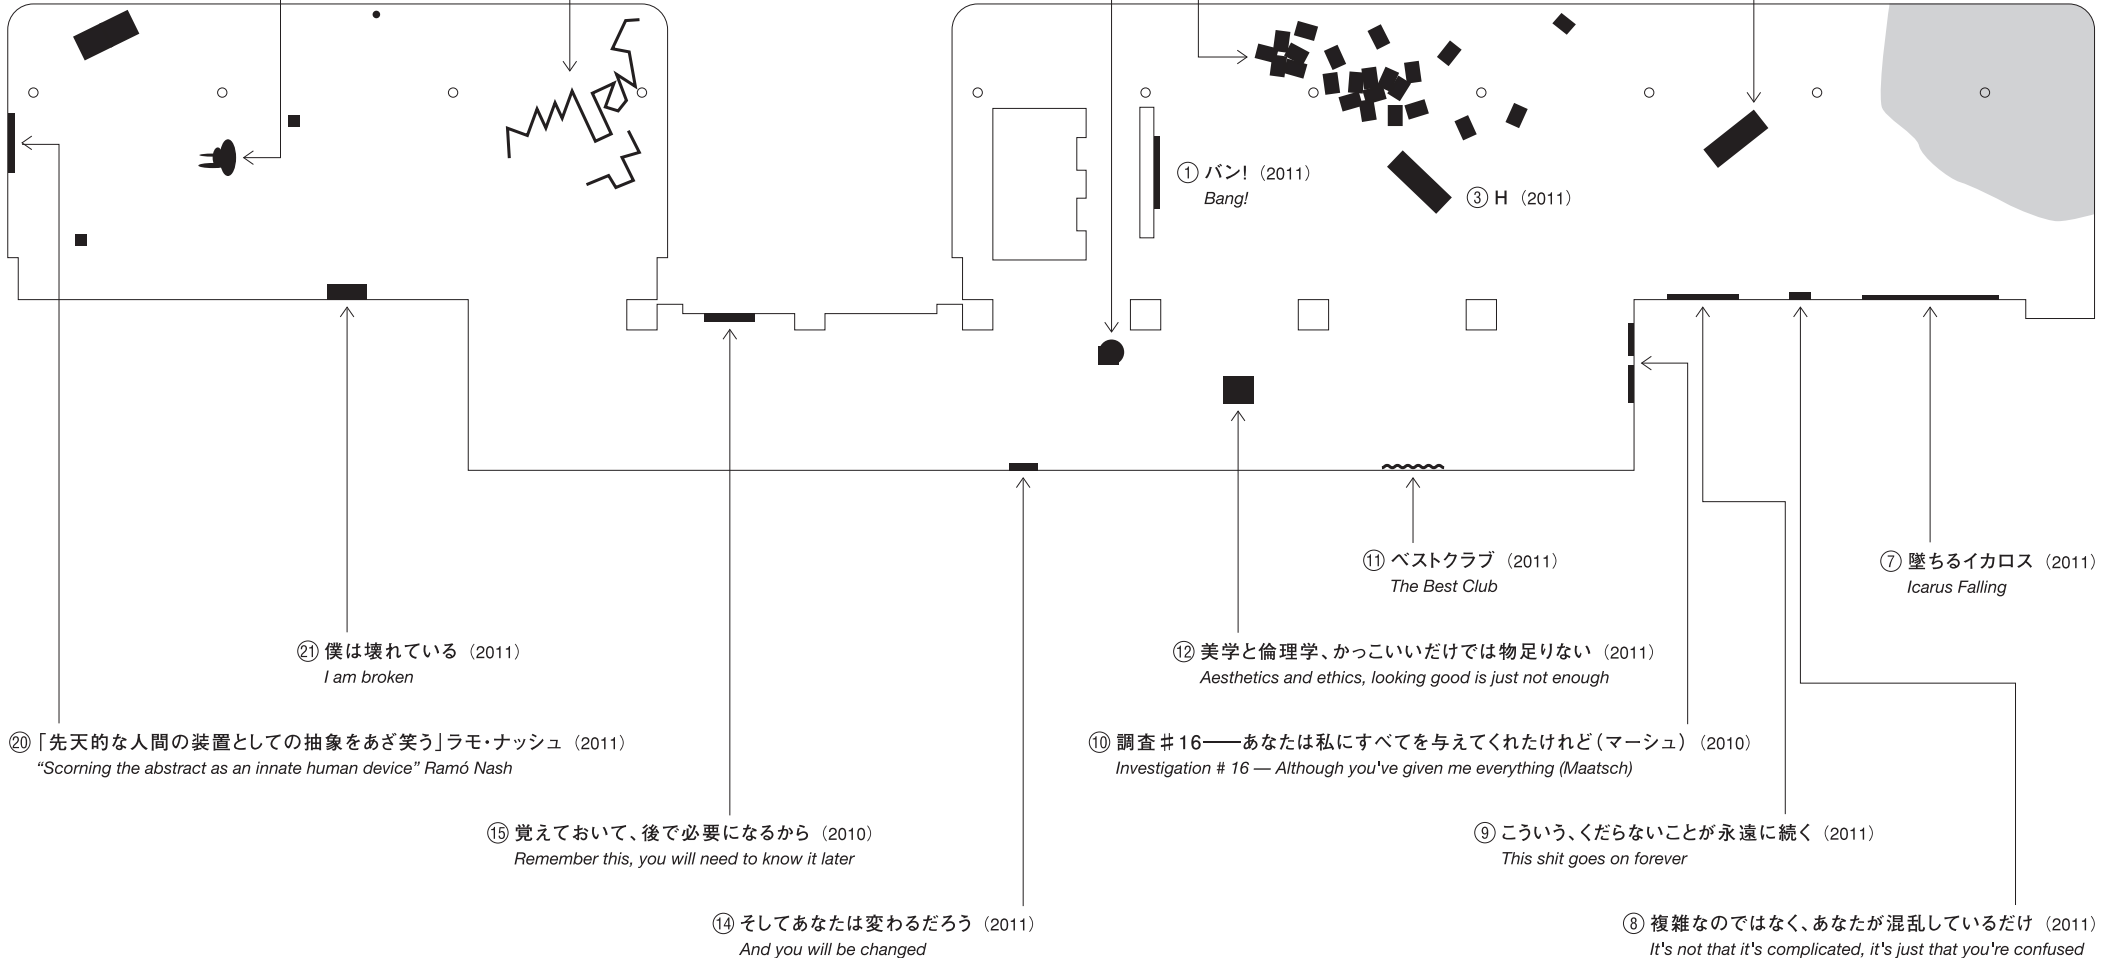 ① バン!（2011）
Bang!
③ H（2011）
⑪ ベストクラブ（2011）
The Best Club
⑦ 墜ちるイカロス（2011）
Icarus Falling
㉑ 僕は壊れている（2011）
I am broken
⑫ 美学と倫理学、かっこいいだけでは物足りない（2011）
Aesthetics and ethics, looking good is just not enough
⑳「先天的な人間の装置としての抽象をあざ笑う」ラモ・ナッシュ（2011）
“Scorning the abstract as an innate human device” Ramó Nash
⑩ 調査♯16――あなたは私にすべてを与えてくれたけれど（マーシュ）（2010）
Investigation # 16 — Although you've given me everything (Maatsch)
⑮ 覚えておいて、後で必要になるから（2010）
Remember this, you will need to know it later
⑨ こういう、くだらないことが永遠に続く（2011）
This shit goes on forever
⑭ そしてあなたは変わるだろう（2011）
And you will be changed
⑧ 複雑なのではなく、あなたが混乱しているだけ（2011）
It's not that it's complicated, it's just that you're confused